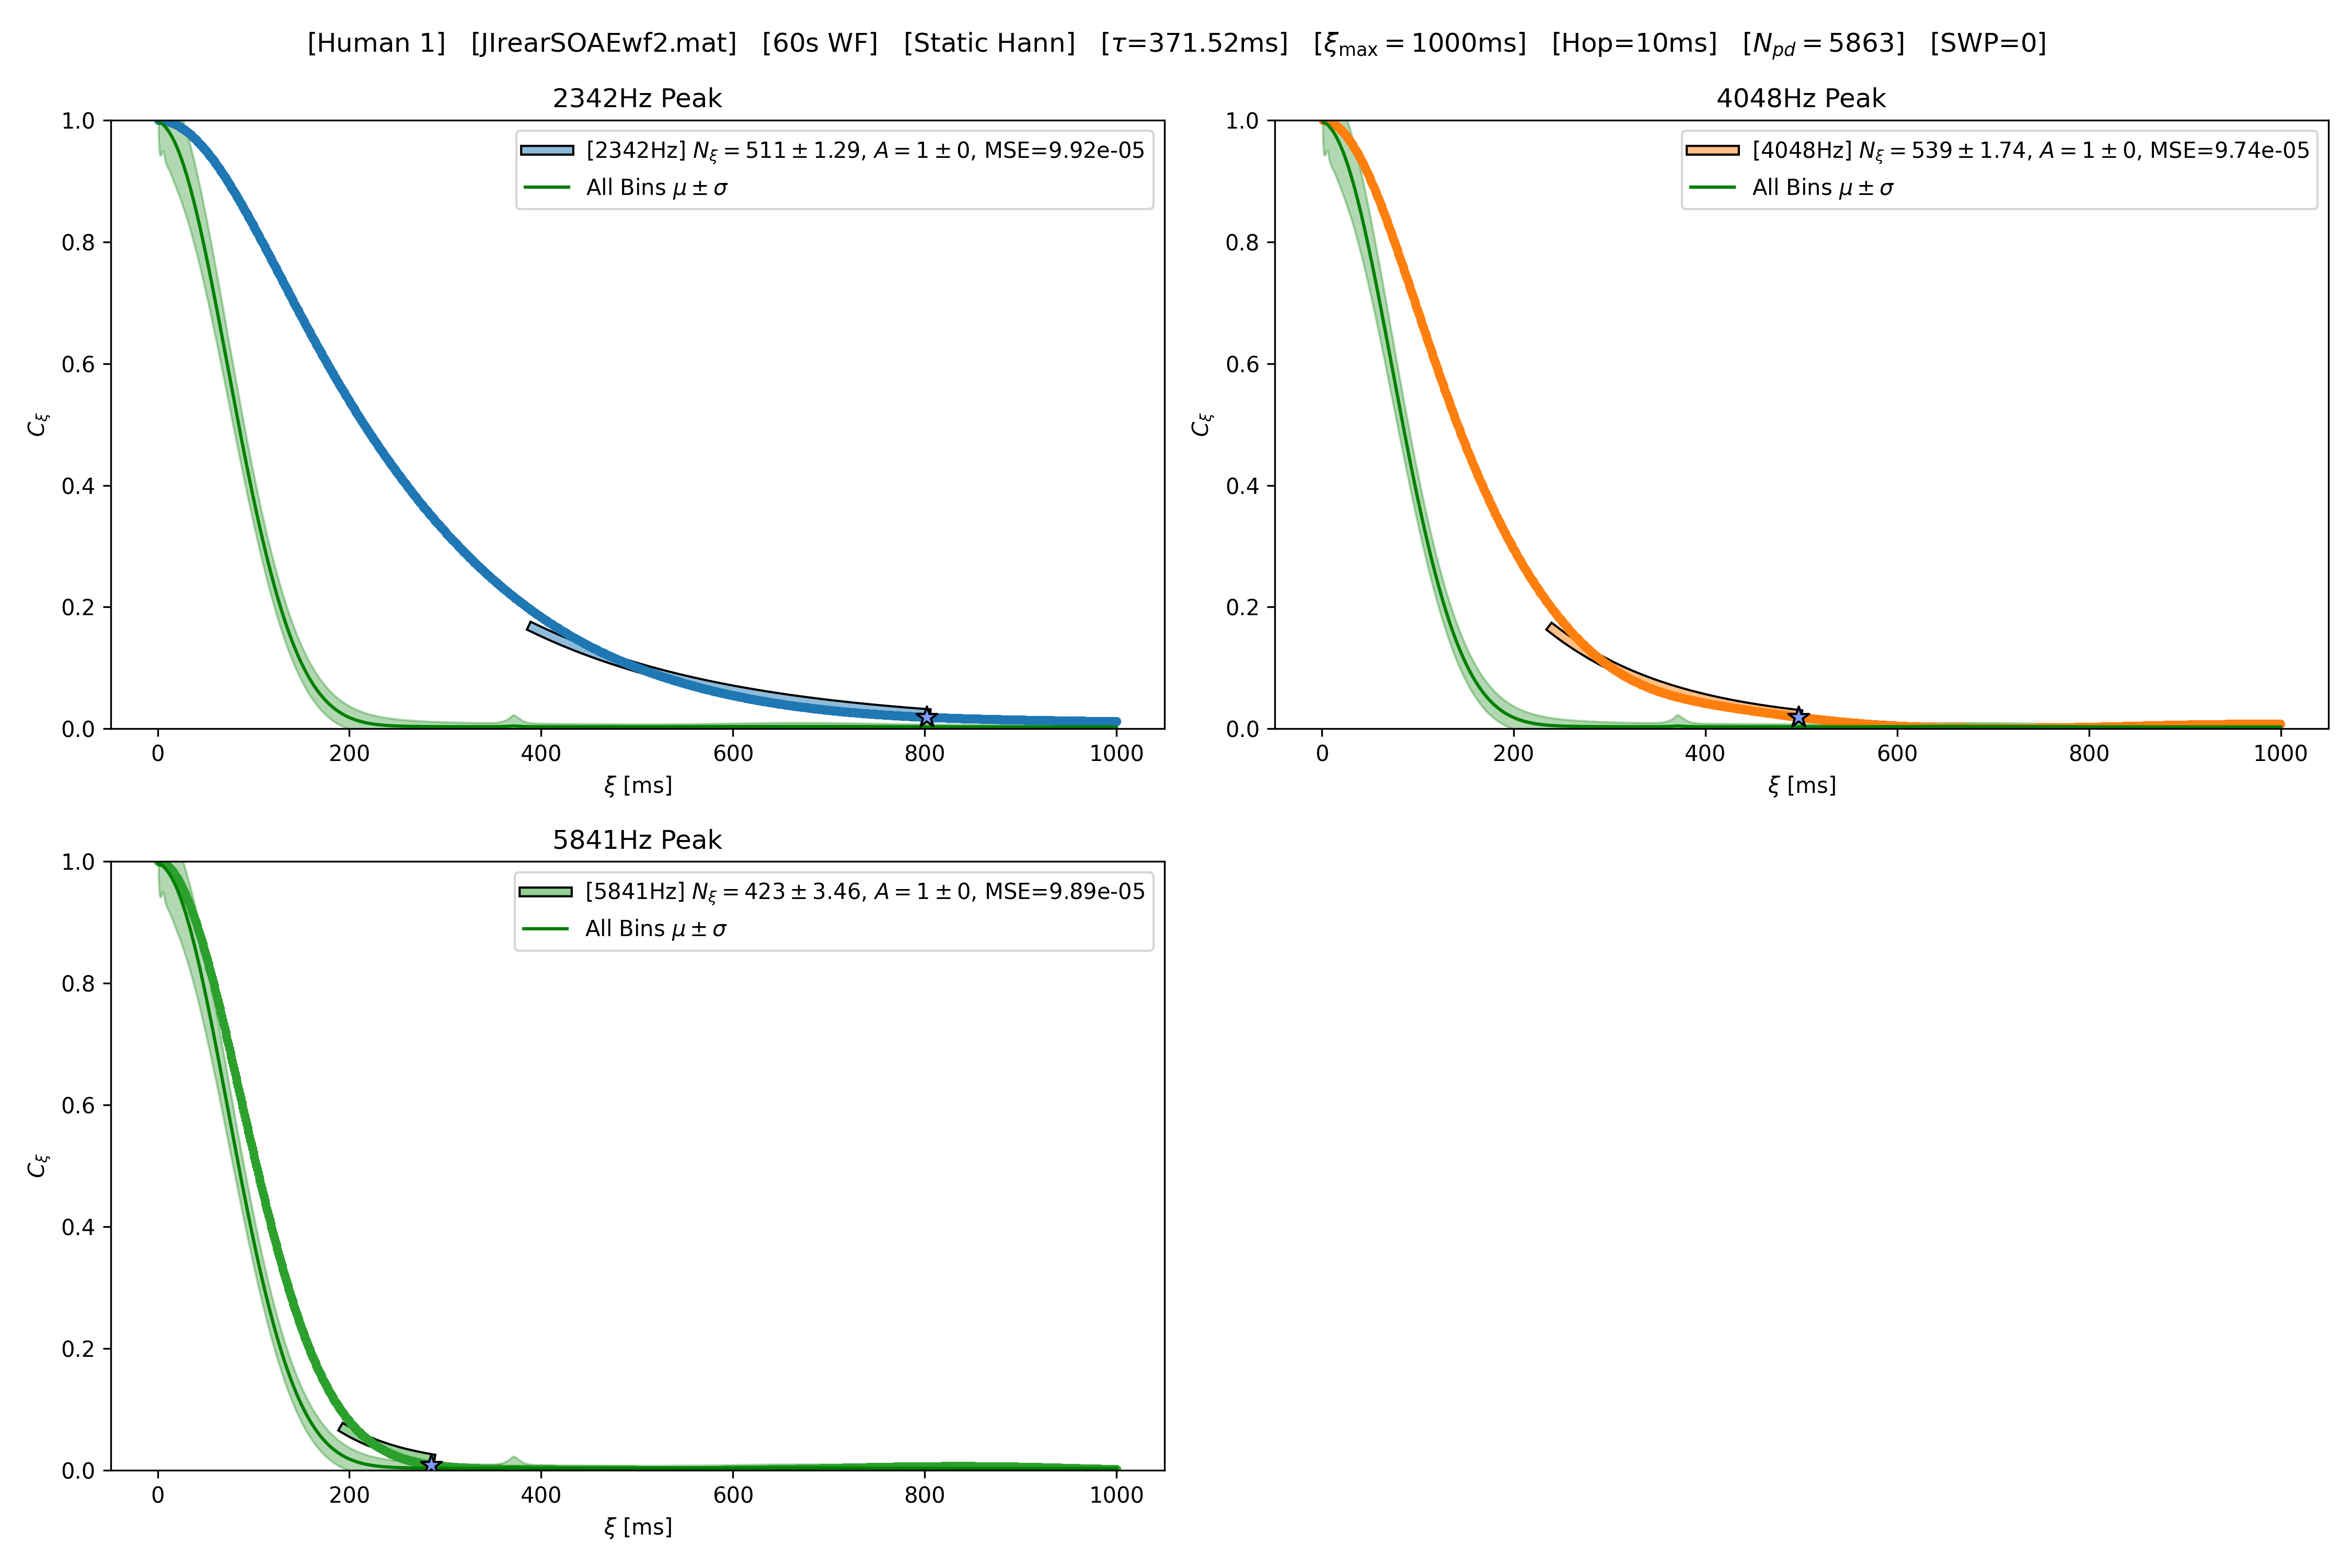 [Human 1] [JIrearSOAEwf2.mat] [60s WF] [Static Hann] [τ=371.52ms] [ξmax = 1000ms] [Hop=10ms] [Npd = 5863] [SWP=0]
2342Hz Peak
[2342Hz] Nξ = 511 ± 1.29, A = 1 ± 0, MSE=9.92e-05
All Bins μ ± σ
1.0
0.8
0.6
0.4
0.2
0.0
Cξ
0 200 400 600 800 1000
ξ [ms]
4048Hz Peak
[4048Hz] Nξ = 539 ± 1.74, A = 1 ± 0, MSE=9.74e-05
All Bins μ ± σ
1.0
0.8
0.6
0.4
0.2
0.0
Cξ
0 200 400 600 800 1000
ξ [ms]
5841Hz Peak
[5841Hz] Nξ = 423 ± 3.46, A = 1 ± 0, MSE=9.89e-05
All Bins μ ± σ
1.0
0.8
0.6
0.4
0.2
0.0
Cξ
0 200 400 600 800 1000
ξ [ms]